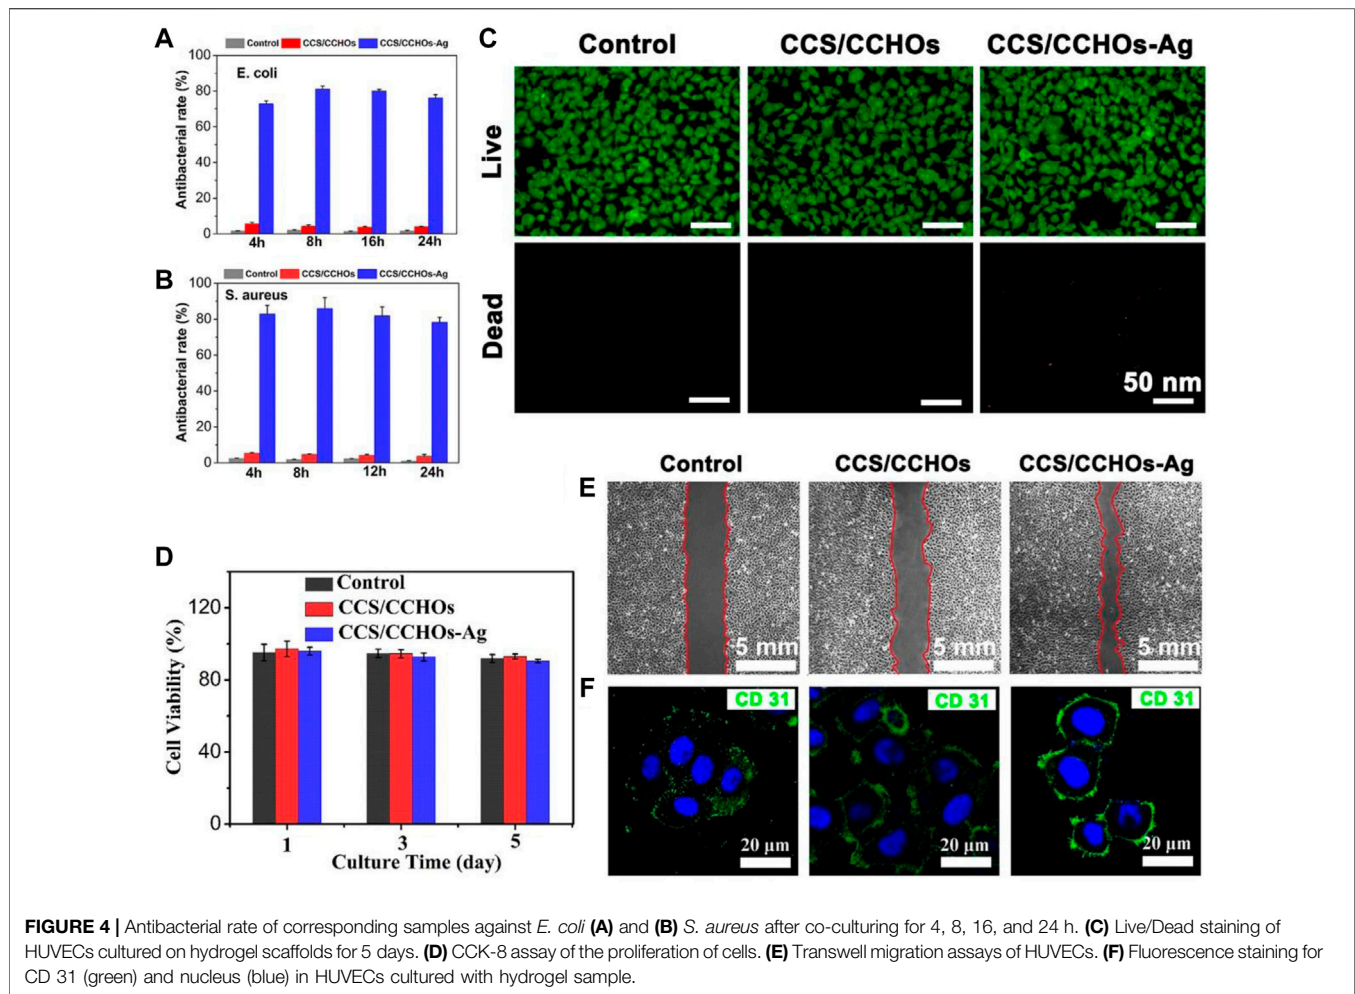 A
Control CCS/CCHOs CCS/CCHOs-Ag
E. coli
Antibacterial rate (%)
100
80
60
40
20
0
4h 8h 16h 24h
B
Control CCS/CCHOs CCS/CCHOs-Ag
S. aureus
Antibacterial rate (%)
100
80
60
40
20
0
4h 8h 12h 24h
C
Control CCS/CCHOs CCS/CCHOs-Ag
Live
Dead
50 nm
D
Control
CCS/CCHOs
CCS/CCHOs-Ag
Cell Viability (%)
120
80
40
0
1 3 5
Culture Time (day)
Control CCS/CCHOs CCS/CCHOs-Ag
E
5 mm 5 mm 5 mm
F
CD 31 CD 31 CD 31
20 µm 20 µm 20 µm
FIGURE 4 | Antibacterial rate of corresponding samples against E. coli (A) and (B) S. aureus after co-culturing for 4, 8, 16, and 24 h. (C) Live/Dead staining of
HUVECs cultured on hydrogel scaffolds for 5 days. (D) CCK-8 assay of the proliferation of cells. (E) Transwell migration assays of HUVECs. (F) Fluorescence staining for
CD 31 (green) and nucleus (blue) in HUVECs cultured with hydrogel sample.